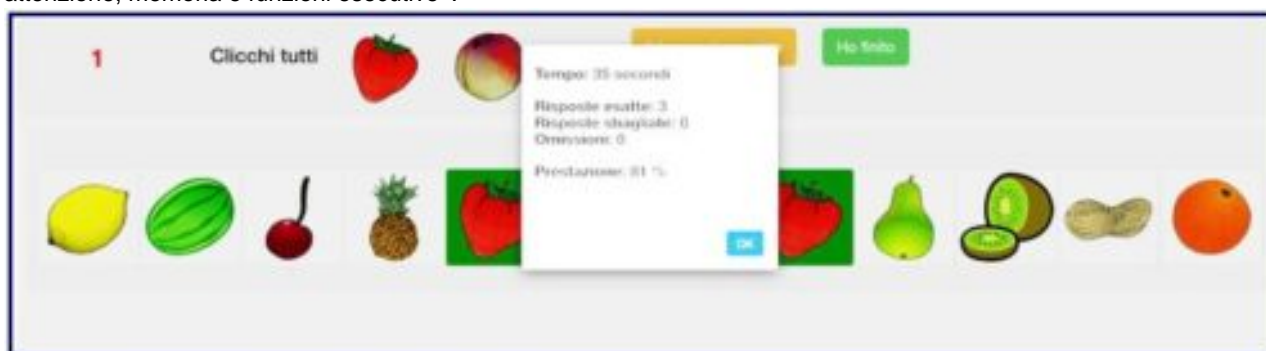 attenzione, memoria e funzioni esecutive".
1
Clicchi tutti
Ho finito
Tempo: 35 secondi
Risposte esatte: 3
Risposte sbagliate: 0
Omissioni: 0
Prestazione: 81 %
OK